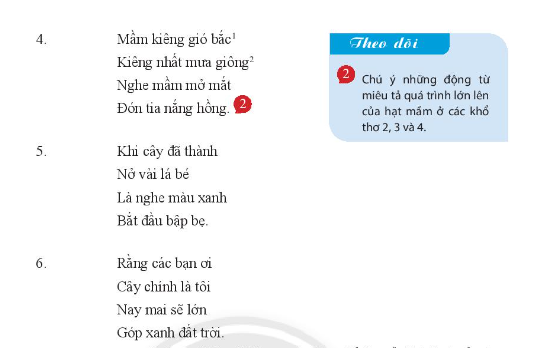 4. Mầm kiêng gió bắc¹
Kiêng nhất mưa giông²
Nghe mầm mở mắt
Đón tia nắng hồng. 2
Theo dõi
2 Chú ý những động từ
miêu tả quá trình lớn lên
của hạt mầm ở các khổ
thơ 2, 3 và 4.
5. Khi cây đã thành
Nở vài lá bé
Là nghe màu xanh
Bắt đầu bập bẹ.
6. Rằng các bạn ơi
Cây chính là tôi
Nay mai sẽ lớn
Góp xanh đất trời.